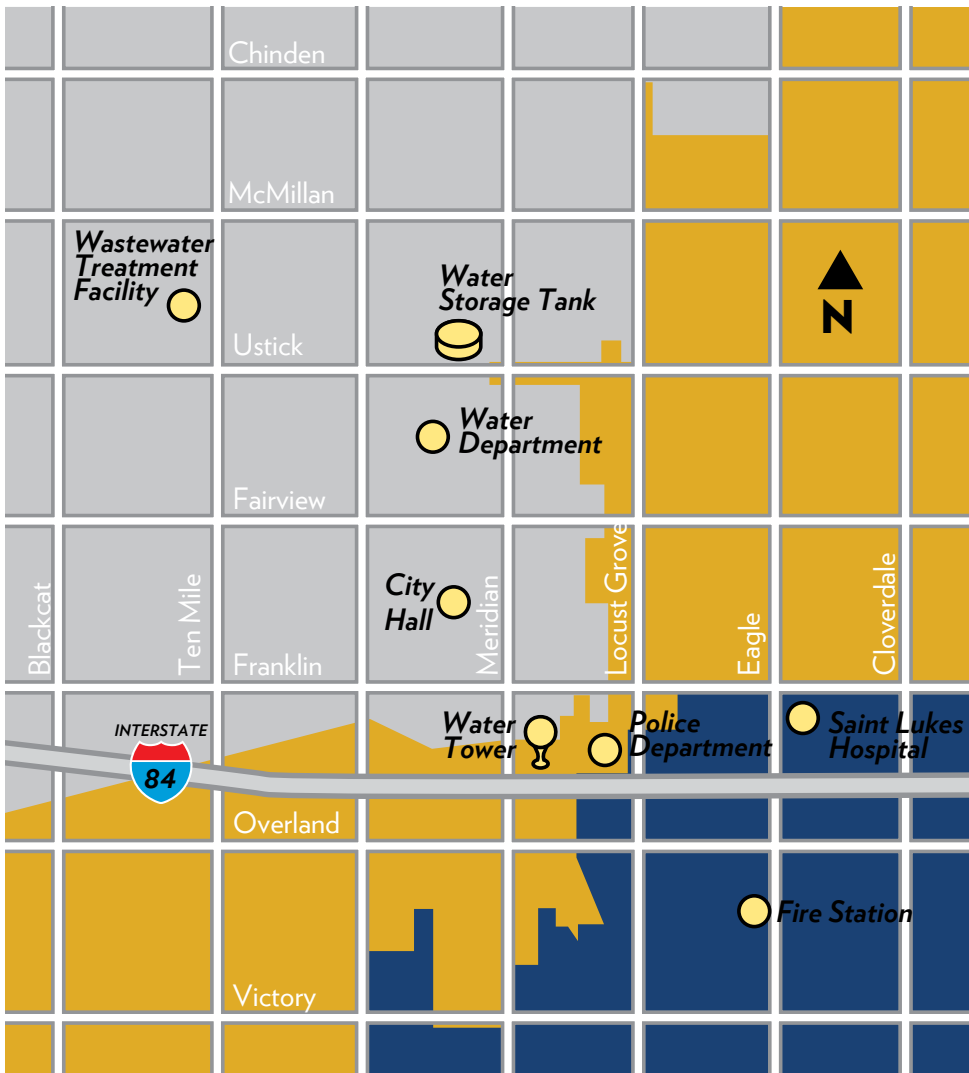 Chinden
McMillan
Wastewater
Treatment
Facility
Water
Storage Tank
N
Ustick
Water
Department
Fairview
City
Hall
Blackcat
Ten Mile
Meridian
Locust Grove
Eagle
Cloverdale
Franklin
INTERSTATE
84
Water
Tower
Police
Department
Saint Lukes
Hospital
Overland
Fire Station
Victory